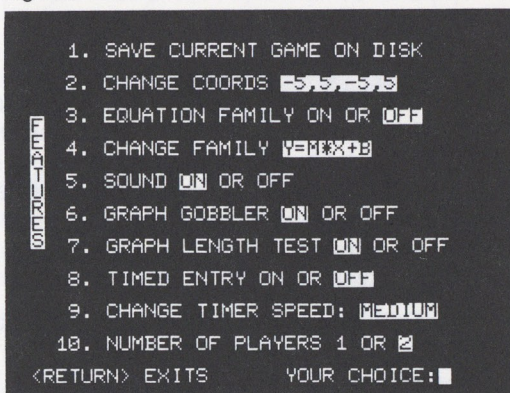 1. SAVE CURRENT GAME ON DISK
2. CHANGE COORDS -5,5,-5,5
3. EQUATION FAMILY ON OR OFF
4. CHANGE FAMILY Y=M*X+B
5. SOUND ON OR OFF
6. GRAPH GOBBLER ON OR OFF
7. GRAPH LENGTH TEST ON OR OFF
8. TIMED ENTRY ON OR OFF
9. CHANGE TIMER SPEED: MEDIUM
10. NUMBER OF PLAYERS 1 OR 2
FEATURES
<RETURN> EXITS YOUR CHOICE: